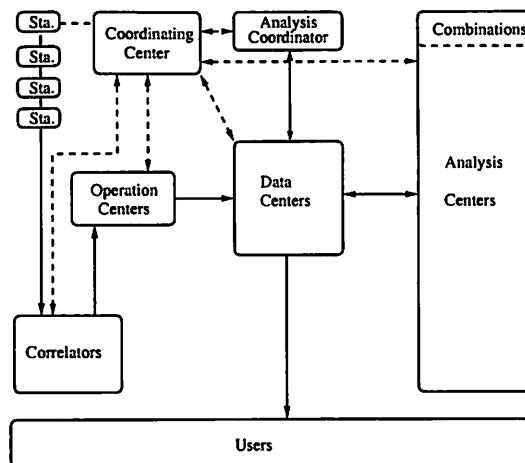 Sta.
Sta.
Sta.
Sta.
Coordinating
Center
Analysis
Coordinator
Combinations
Analysis
Centers
Operation
Centers
Data
Centers
Correlators
Users